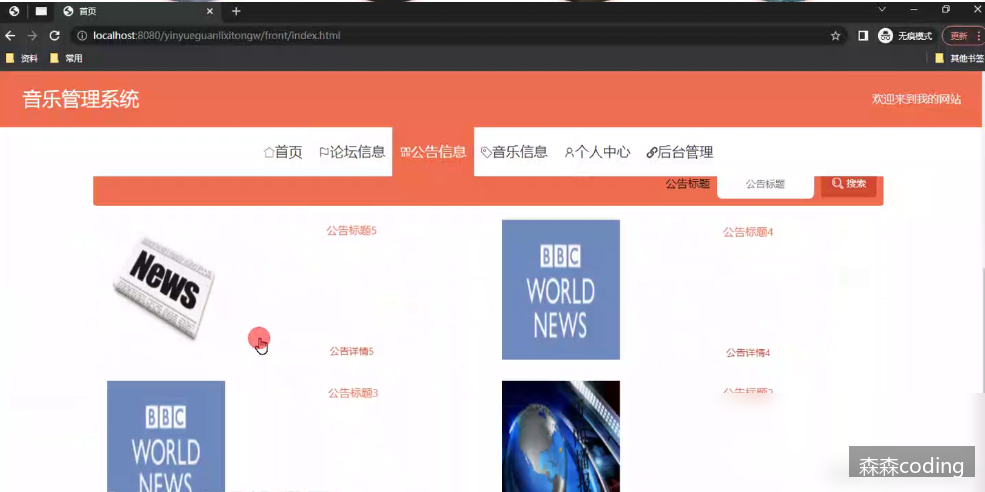 首页
localhost:8080/yinyueguanlixitongw/front/index.html
无痕模式
更新
资料
常用
其他书签
音乐管理系统
欢迎来到我的网站
首页
论坛信息
公告信息
音乐信息
个人中心
后台管理
公告标题
公告标题
搜索
News
公告标题5
公告详情5
BBC
WORLD
NEWS
公告标题4
公告详情4
BBC
WORLD
NEWS
公告标题3
公告标题2
森森coding